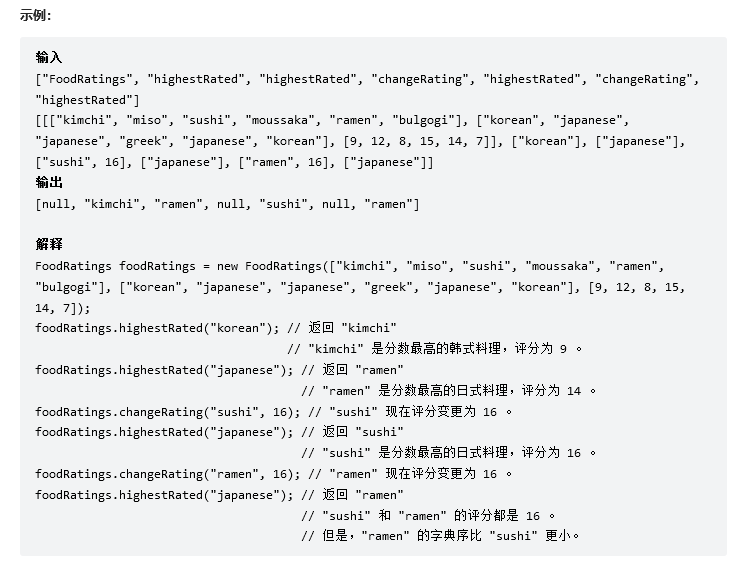 示例：
输入
["FoodRatings", "highestRated", "highestRated", "changeRating", "highestRated", "changeRating",
"highestRated"]
[[["kimchi", "miso", "sushi", "moussaka", "ramen", "bulgogi"], ["korean", "japanese",
"japanese", "greek", "japanese", "korean"], [9, 12, 8, 15, 14, 7]], ["korean"], ["japanese"],
["sushi", 16], ["japanese"], ["ramen", 16], ["japanese"]]
输出
[null, "kimchi", "ramen", null, "sushi", null, "ramen"]
解释
FoodRatings foodRatings = new FoodRatings(["kimchi", "miso", "sushi", "moussaka", "ramen",
"bulgogi"], ["korean", "japanese", "japanese", "greek", "japanese", "korean"], [9, 12, 8, 15,
14, 7]);
foodRatings.highestRated("korean"); // 返回 "kimchi"
// "kimchi" 是分数最高的韩式料理，评分为 9 。
foodRatings.highestRated("japanese"); // 返回 "ramen"
// "ramen" 是分数最高的日式料理，评分为 14 。
foodRatings.changeRating("sushi", 16); // "sushi" 现在评分变更为 16 。
foodRatings.highestRated("japanese"); // 返回 "sushi"
// "sushi" 是分数最高的日式料理，评分为 16 。
foodRatings.changeRating("ramen", 16); // "ramen" 现在评分变更为 16 。
foodRatings.highestRated("japanese"); // 返回 "ramen"
// "sushi" 和 "ramen" 的评分都是 16 。
// 但是，"ramen" 的字典序比 "sushi" 更小。